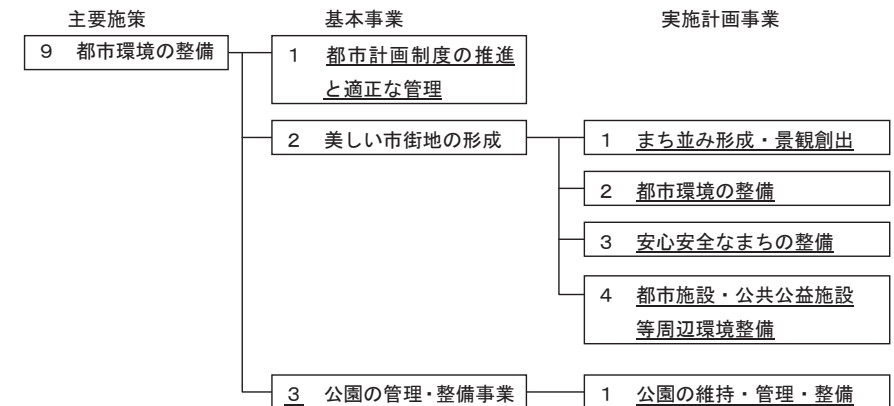 主要施策 基本事業 実施計画事業
9 都市環境の整備
1 都市計画制度の推進
と適正な管理
2 美しい市街地の形成
1 まち並み形成・景観創出
2 都市環境の整備
3 安心安全なまちの整備
4 都市施設・公共公益施設
等周辺環境整備
3 公園の管理・整備事業
1 公園の維持・管理・整備